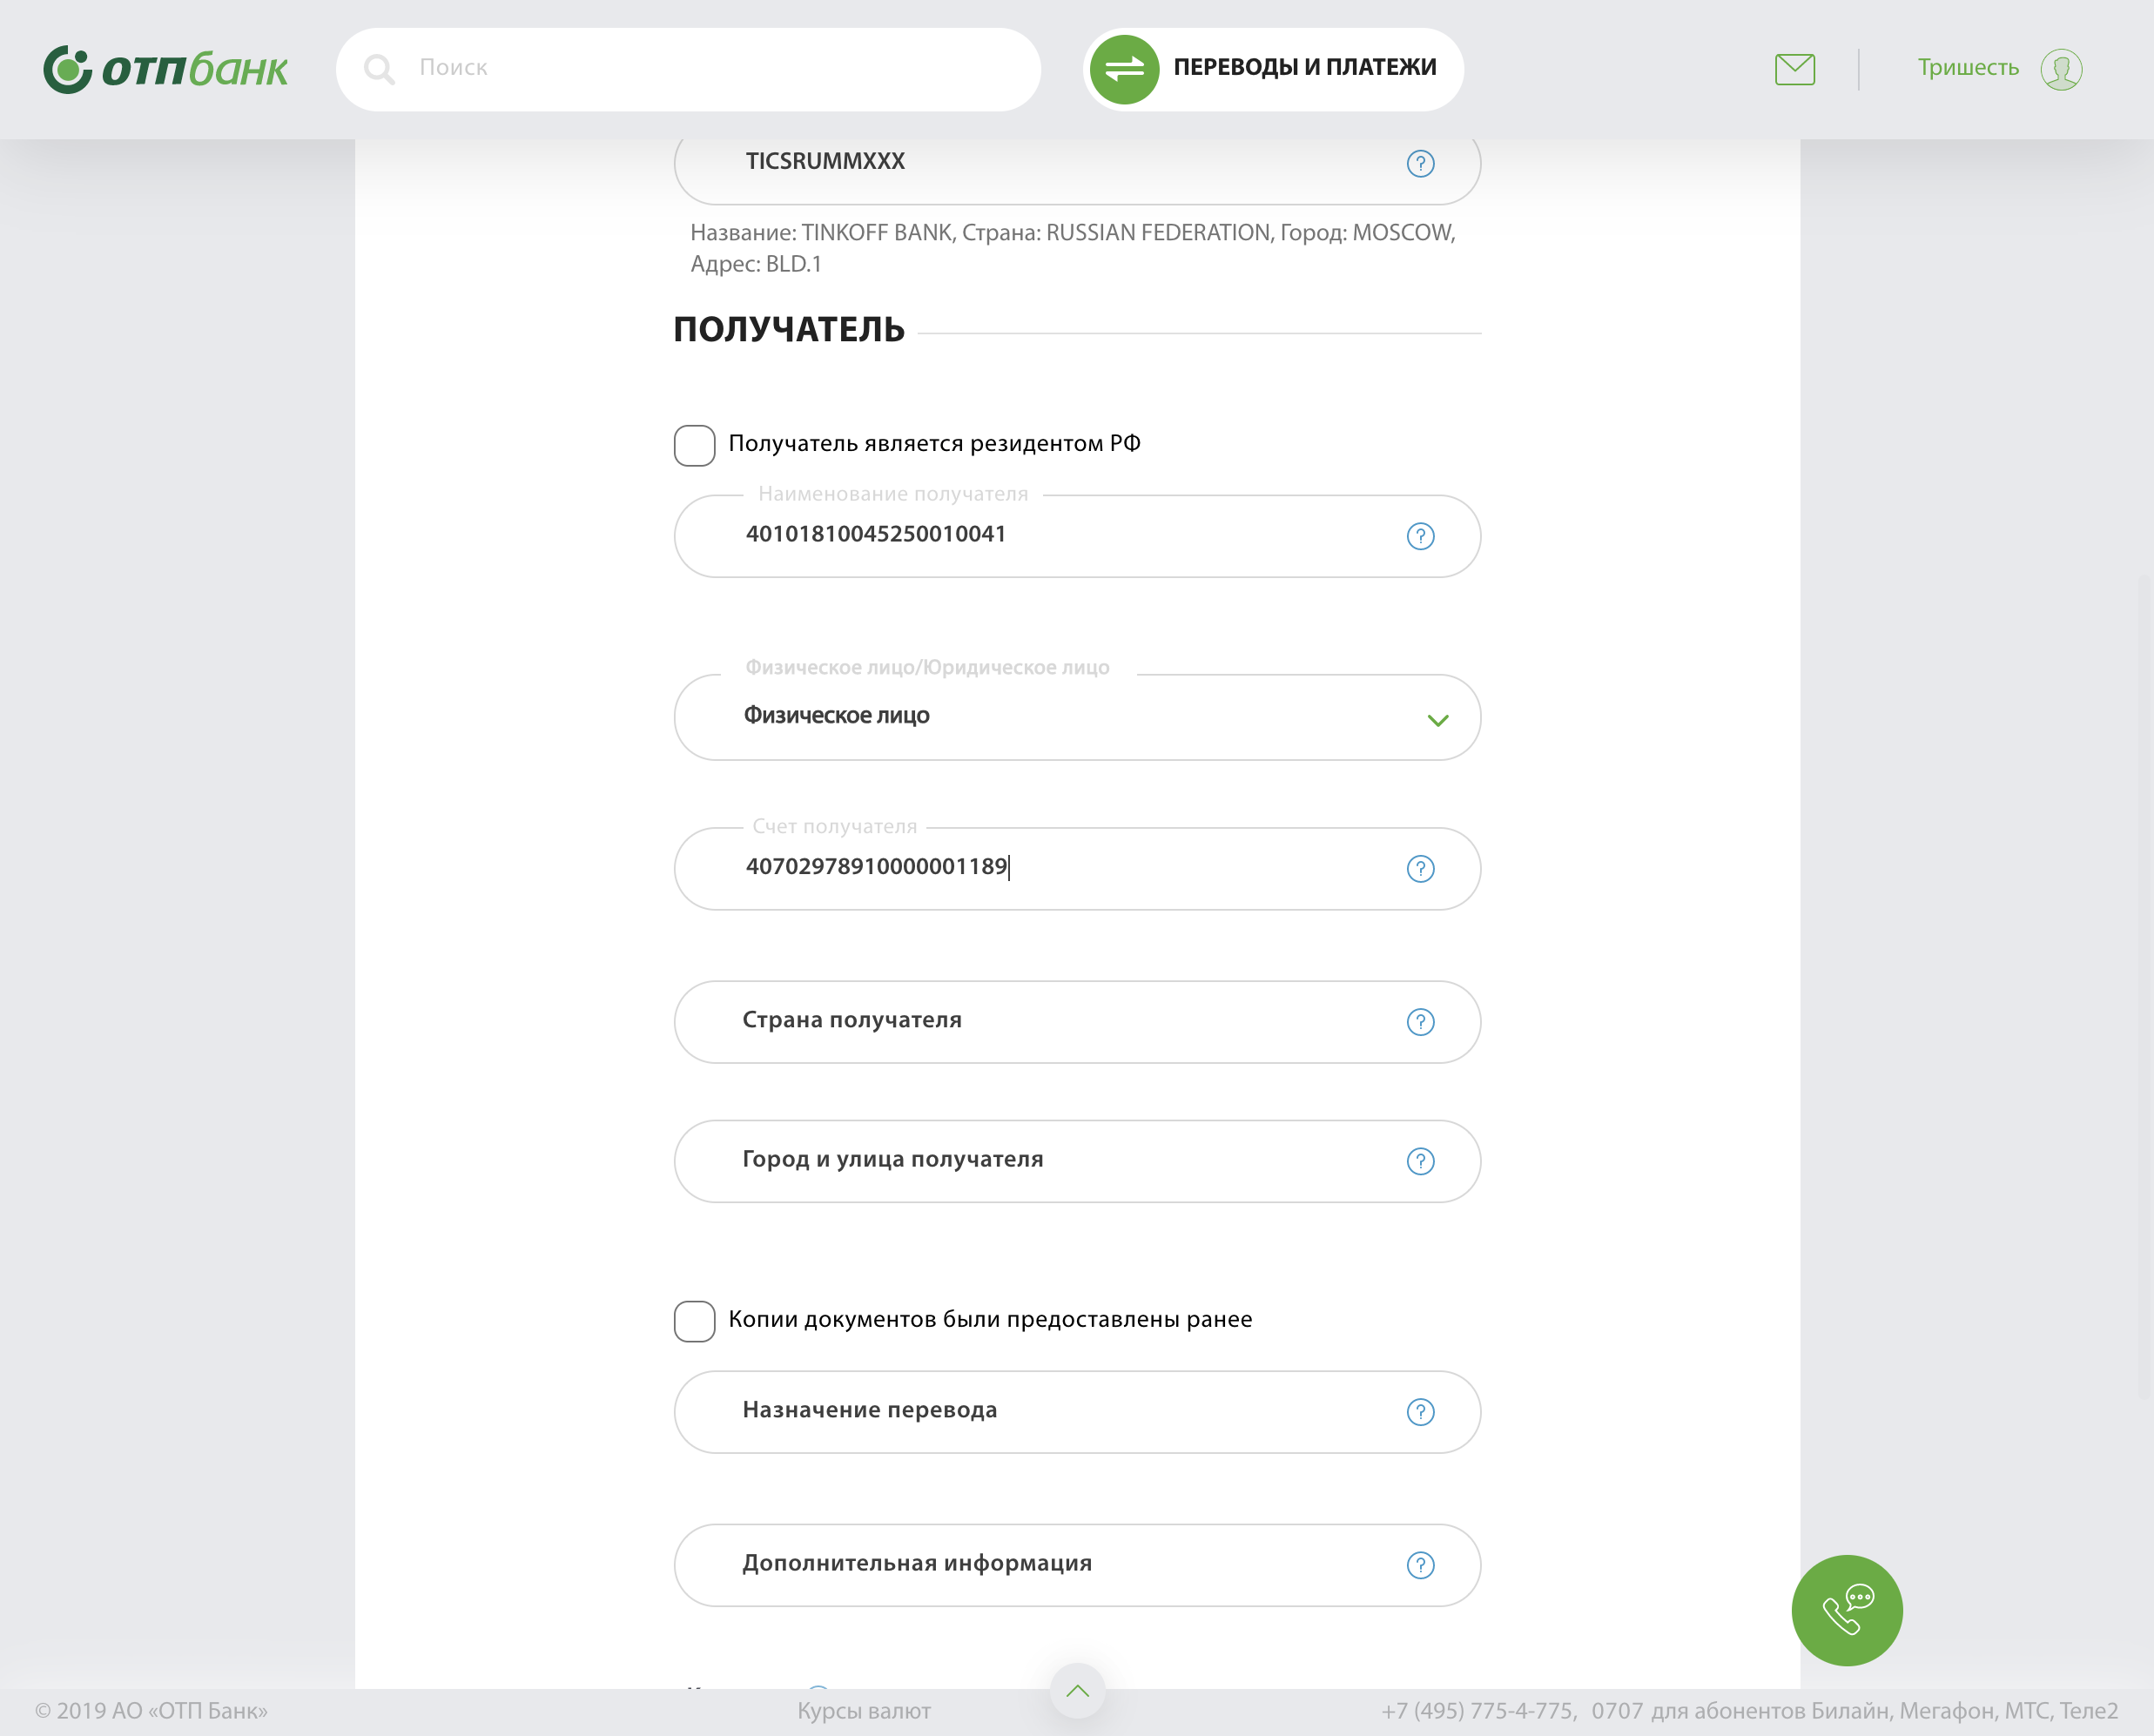 ОТПбанк
Поиск
ПЕРЕВОДЫ И ПЛАТЕЖИ
Тришесть
TICSRUMMXXX
Название: TINKOFF BANK, Страна: RUSSIAN FEDERATION, Город: MOSCOW,
Адрес: BLD.1
ПОЛУЧАТЕЛЬ
Получатель является резидентом РФ
Наименование получателя
40101810045250010041
Физическое лицо/Юридическое лицо
Физическое лицо
Счет получателя
40702978910000001189
Страна получателя
Город и улица получателя
Копии документов были предоставлены ранее
Назначение перевода
Дополнительная информация
© 2019 АО «ОТП Банк»
Курсы валют
+7 (495) 775-4-775, 0707 для абонентов Билайн, Мегафон, МТС, Теле2